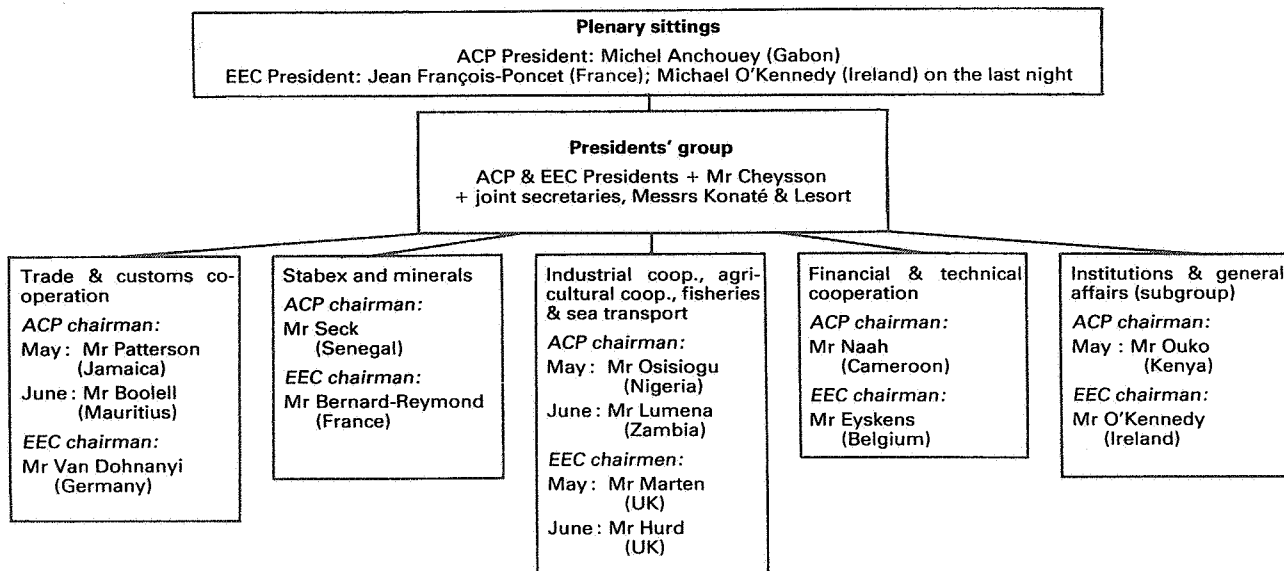 Plenary sittings
ACP President: Michel Anchouey (Gabon)
EEC President: Jean François-Poncet (France); Michael O'Kennedy (Ireland) on the last night
Presidents' group
ACP & EEC Presidents + Mr Cheysson
+ joint secretaries, Messrs Konaté & Lesort
Trade & customs co-
operation
ACP chairman:
May : Mr Patterson
(Jamaica)
June : Mr Boolell
(Mauritius)
EEC chairman:
Mr Van Dohnanyi
(Germany)
Stabex and minerals
ACP chairman:
Mr Seck
(Senegal)
EEC chairman:
Mr Bernard-Reymond
(France)
Industrial coop., agri-
cultural coop., fisheries
& sea transport
ACP chairman:
May : Mr Osisiogu
(Nigeria)
June : Mr Lumena
(Zambia)
EEC chairmen:
May : Mr Marten
(UK)
June : Mr Hurd
(UK)
Financial & technical
cooperation
ACP chairman:
Mr Naah
(Cameroon)
EEC chairman:
Mr Eyskens
(Belgium)
Institutions & general
affairs (subgroup)
ACP chairman:
May : Mr Ouko
(Kenya)
EEC chairman:
Mr O'Kennedy
(Ireland)